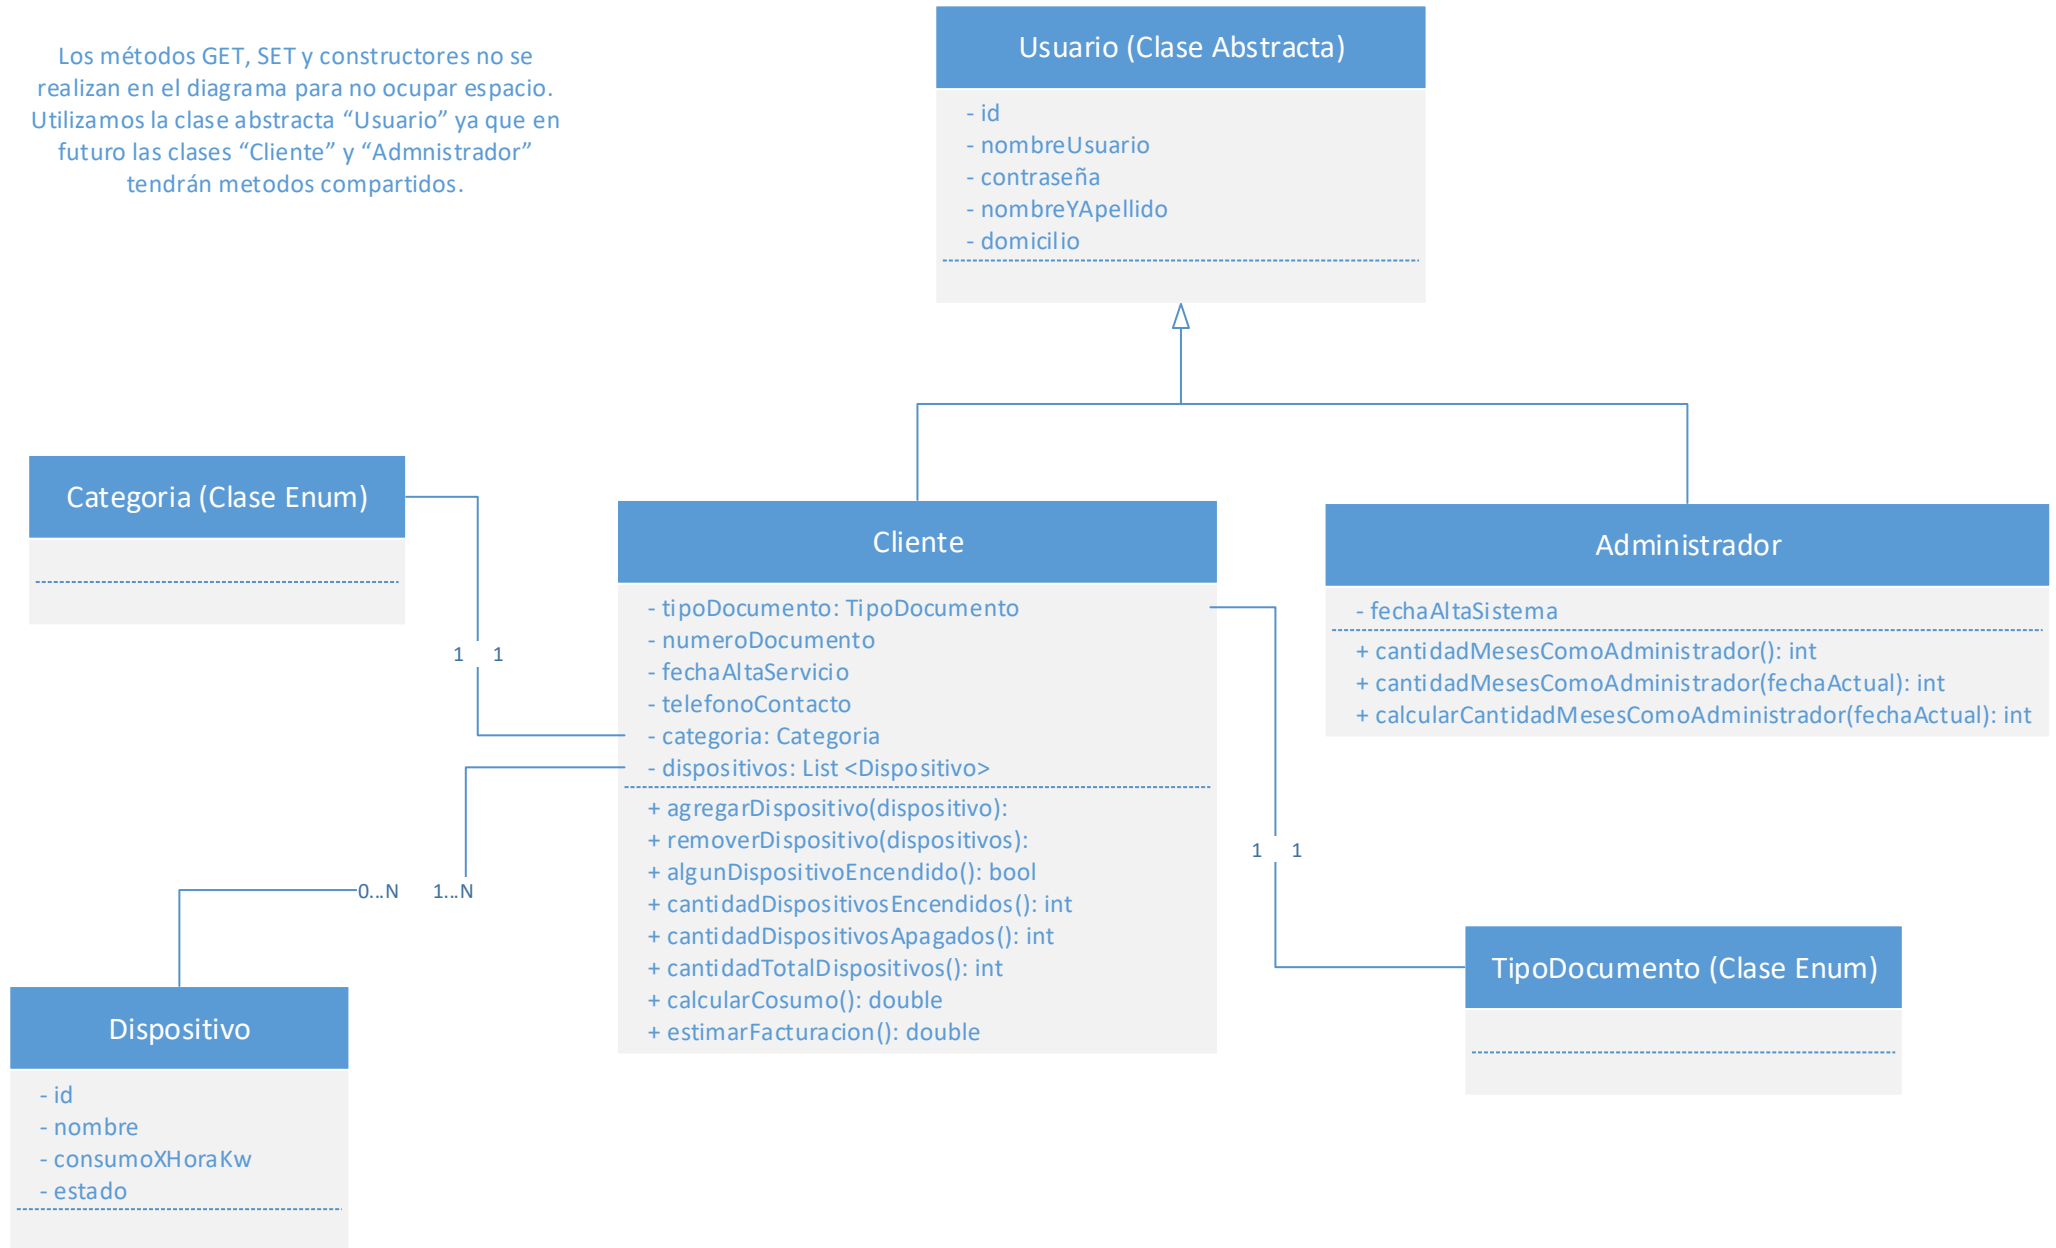 Los métodos GET, SET y constructores no se
realizan en el diagrama para no ocupar espacio.
Utilizamos la clase abstracta “Usuario” ya que en
futuro las clases “Cliente” y “Admnistrador”
tendrán metodos compartidos.
Usuario (Clase Abstracta)
- id
- nombreUsuario
- contraseña
- nombreYApellido
- domicilio
Categoria (Clase Enum)
1 1
Cliente
- tipoDocumento: TipoDocumento
- numeroDocumento
- fechaAltaServicio
- telefonoContacto
- categoria: Categoria
- dispositivos: List <Dispositivo>
+ agregarDispositivo(dispositivo):
+ removerDispositivo(dispositivos):
+ algunDispositivoEncendido(): bool
+ cantidadDispositivosEncendidos(): int
+ cantidadDispositivosApagados(): int
+ cantidadTotalDispositivos(): int
+ calcularCosumo(): double
+ estimarFacturacion(): double
Administrador
- fechaAltaSistema
+ cantidadMesesComoAdministrador(): int
+ cantidadMesesComoAdministrador(fechaActual): int
+ calcularCantidadMesesComoAdministrador(fechaActual): int
1 1
0...N 1...N
TipoDocumento (Clase Enum)
Dispositivo
- id
- nombre
- consumoXHoraKw
- estado